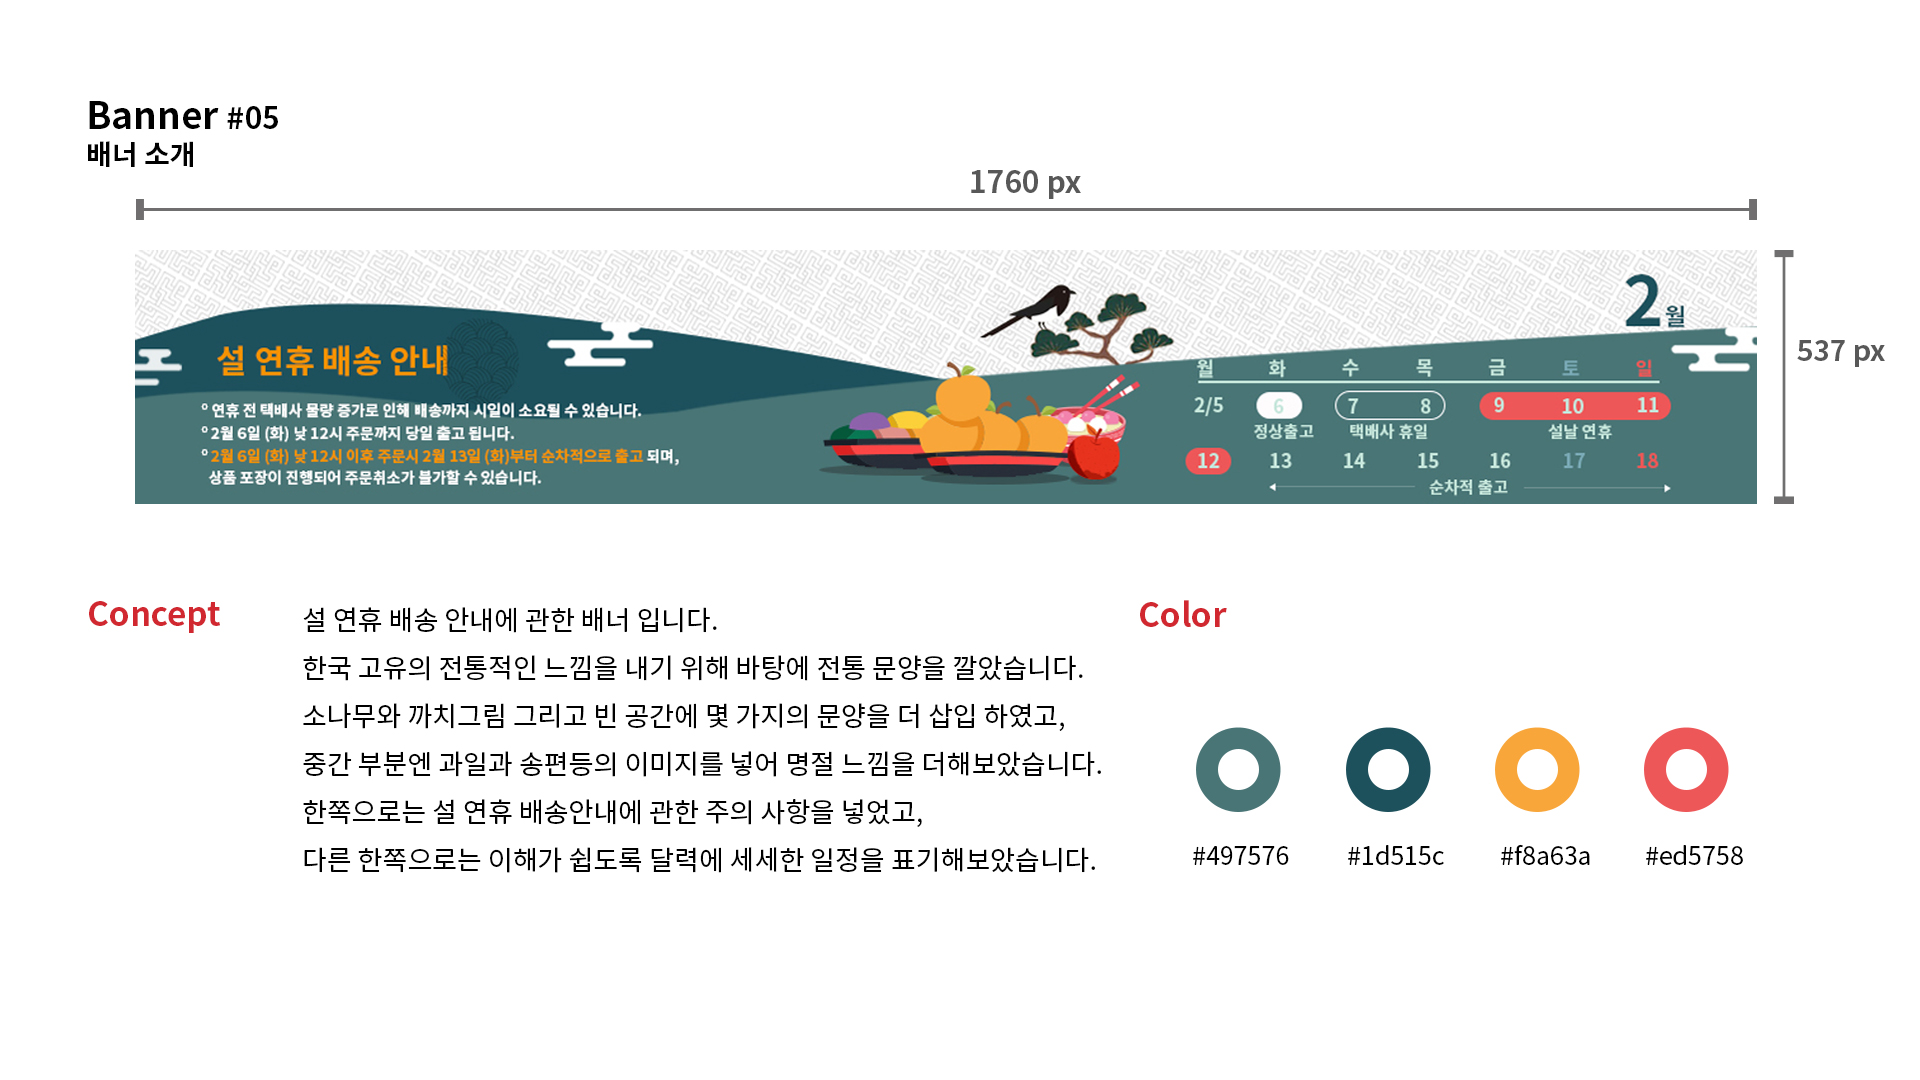 Banner #05
배너 소개
1760 px
537 px
설 연휴 배송 안내
º 연휴 전 택배사 물량 증가로 인해 배송까지 시일이 소요될 수 있습니다.
º 2월 6일 (화) 낮 12시 주문까지 당일 출고 됩니다.
º 2월 6일 (화) 낮 12시 이후 주문시 2월 13일 (화)부터 순차적으로 출고 되며,
상품 포장이 진행되어 주문취소가 불가할 수 있습니다.
2월
월 화 수 목 금 토 일
2/5 6 7 8 9 10 11
정상출고 택배사 휴일 설날 연휴
12 13 14 15 16 17 18
순차적 출고
Concept
설 연휴 배송 안내에 관한 배너 입니다.
한국 고유의 전통적인 느낌을 내기 위해 바탕에 전통 문양을 깔았습니다.
소나무와 까치그림 그리고 빈 공간에 몇 가지의 문양을 더 삽입 하였고,
중간 부분엔 과일과 송편등의 이미지를 넣어 명절 느낌을 더해보았습니다.
한쪽으로는 설 연휴 배송안내에 관한 주의 사항을 넣었고,
다른 한쪽으로는 이해가 쉽도록 달력에 세세한 일정을 표기해보았습니다.
Color
#497576 #1d515c #f8a63a #ed5758